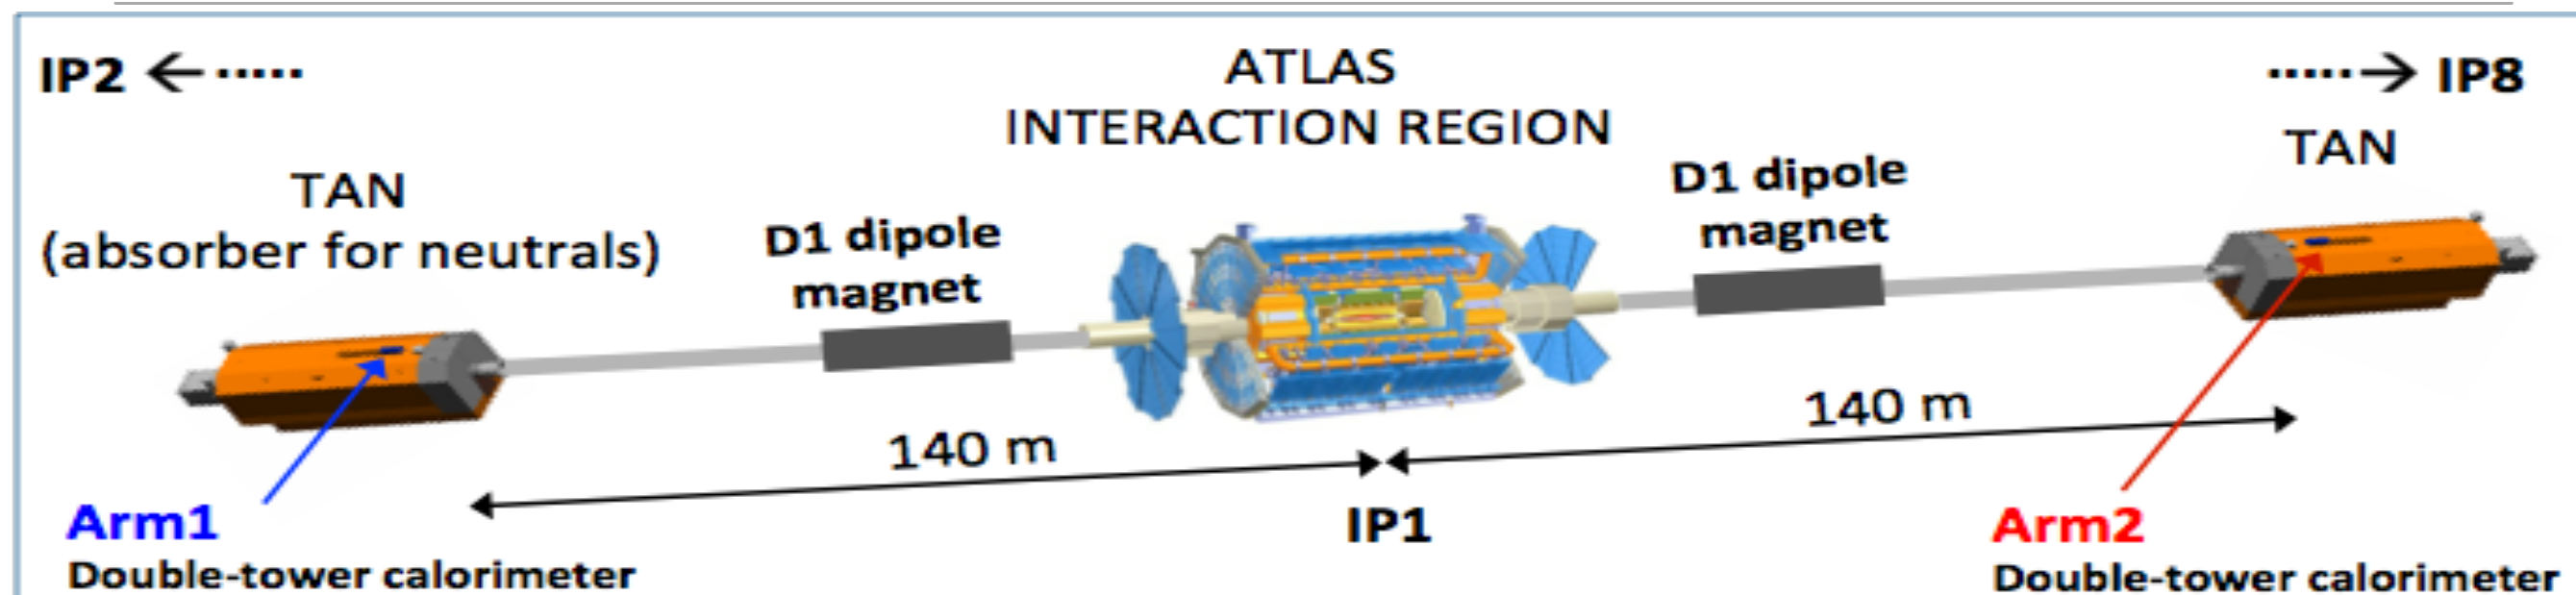 IP2 ←·····
ATLAS
INTERACTION REGION
·····→ IP8
TAN
(absorber for neutrals)
D1 dipole
magnet
D1 dipole
magnet
TAN
140 m
140 m
Arm1
Double-tower calorimeter
IP1
Arm2
Double-tower calorimeter